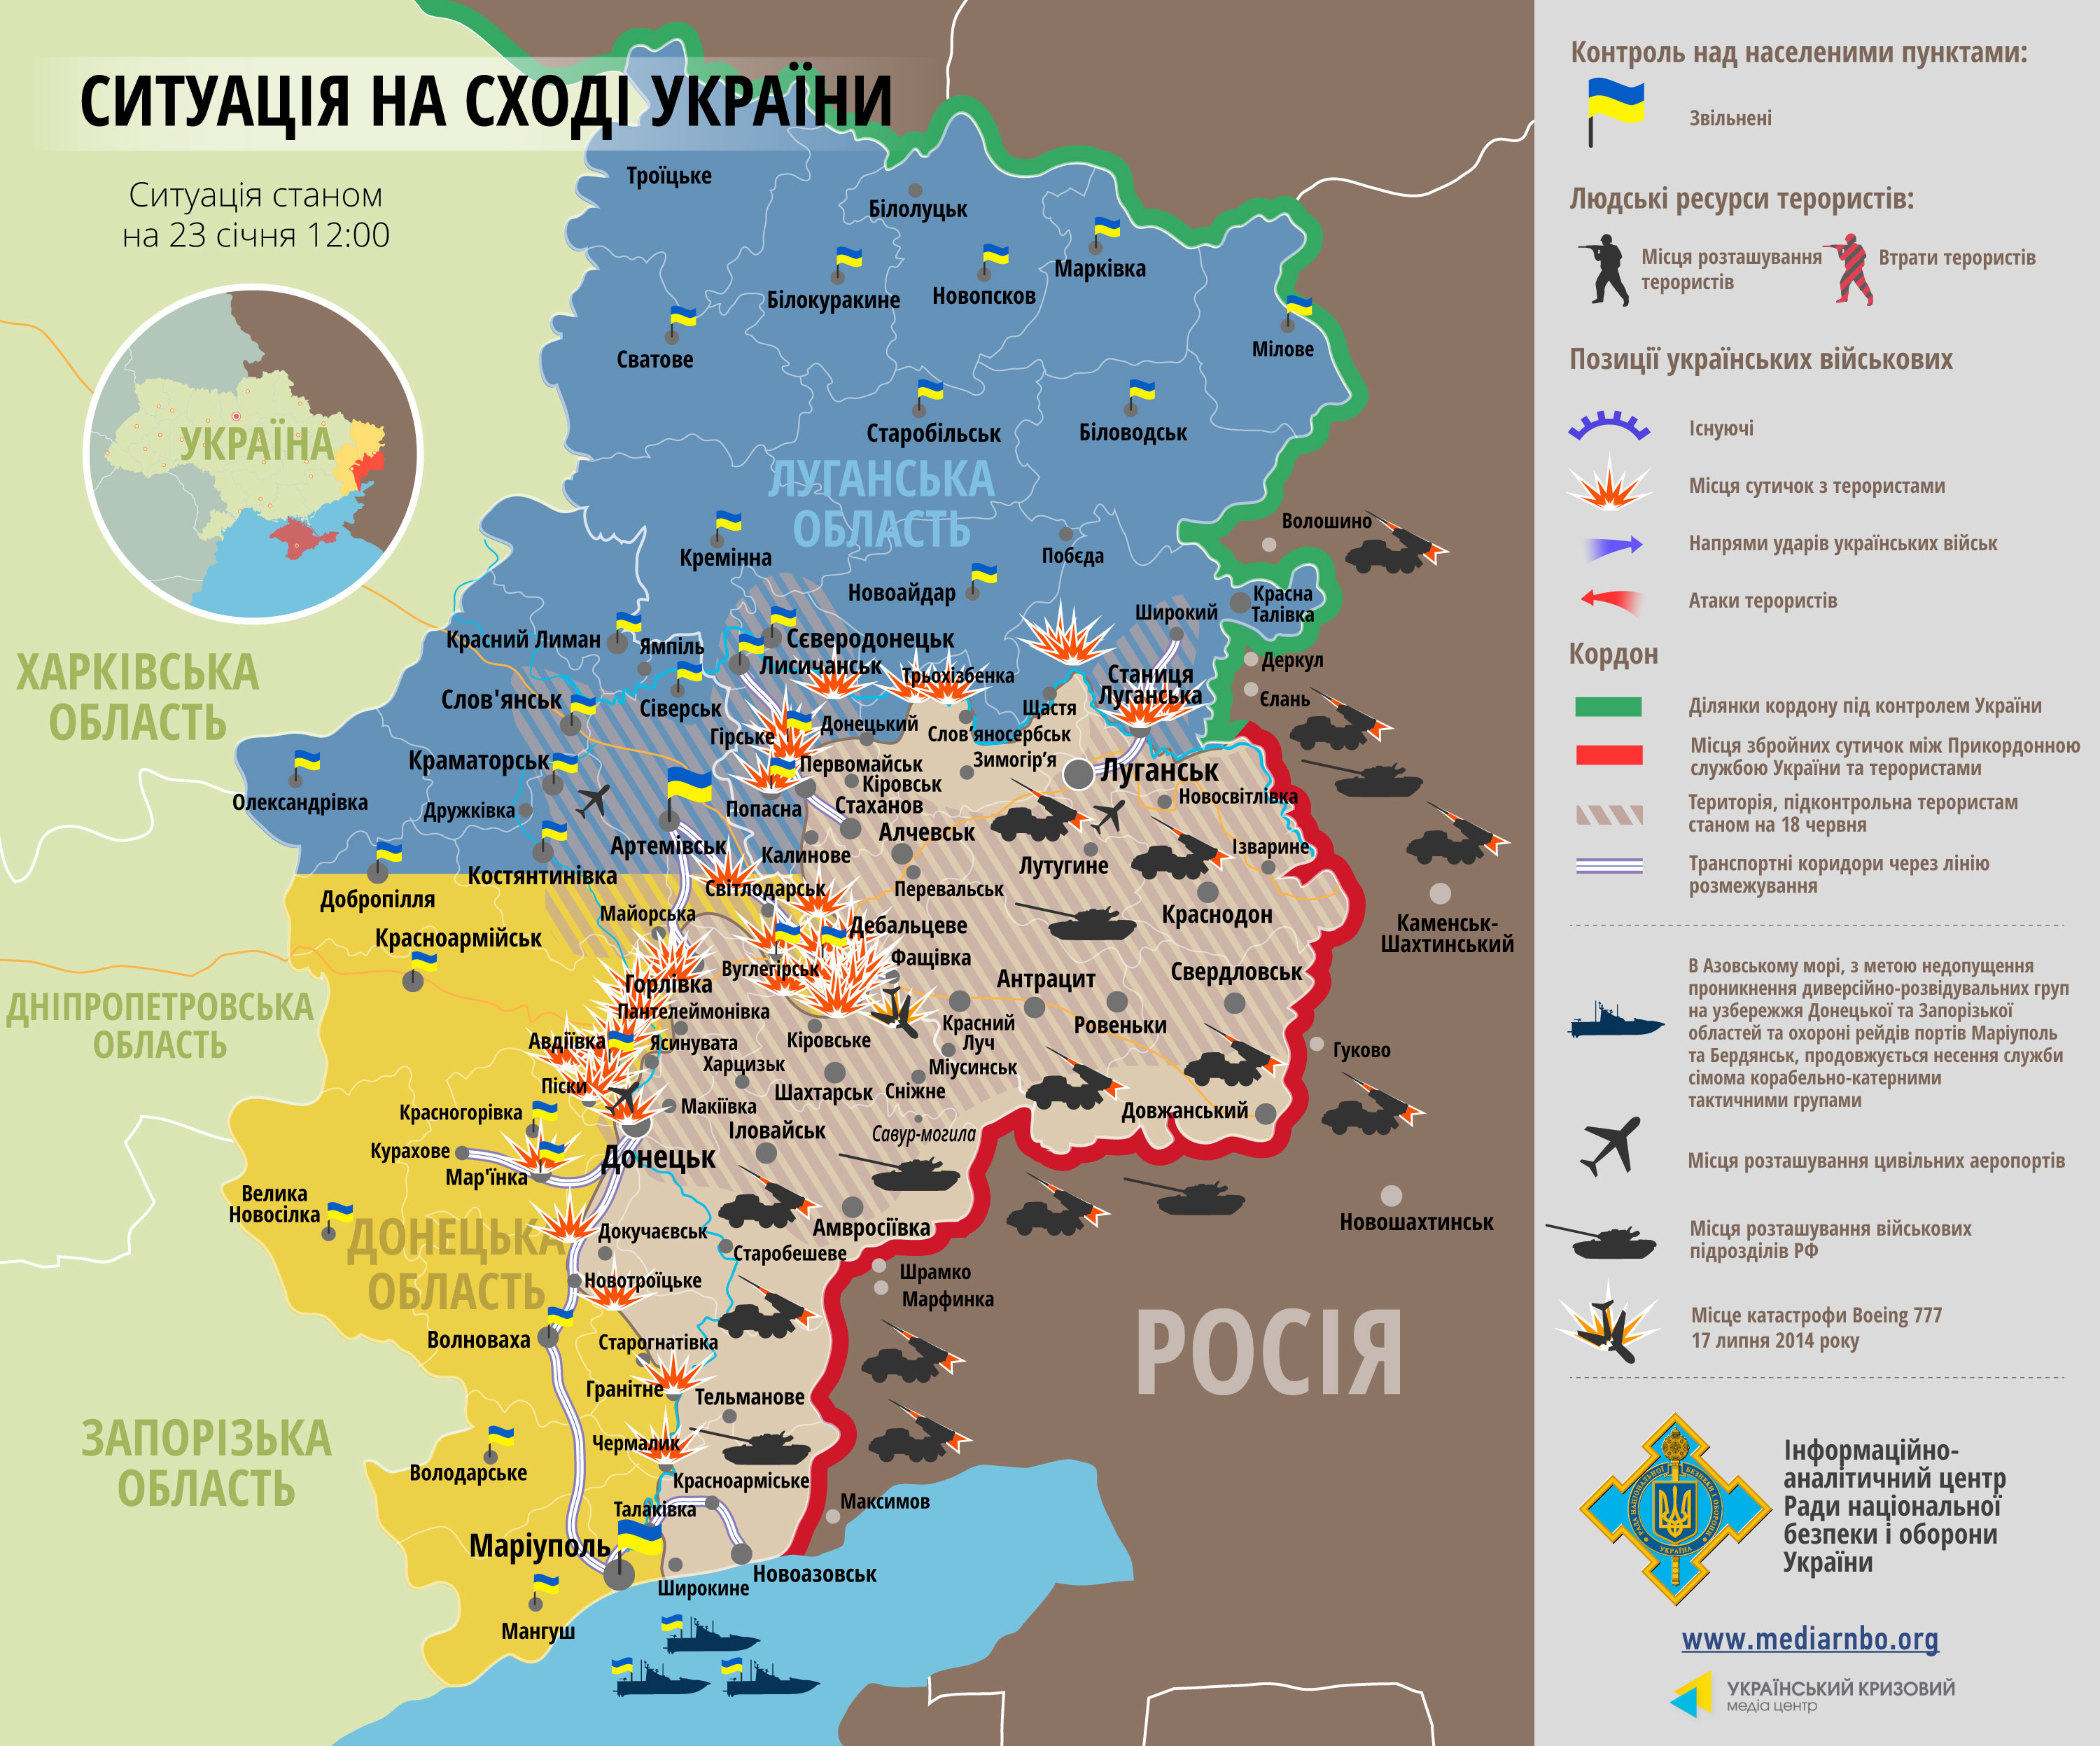 СИТУАЦІЯ НА СХОДІ УКРАЇНИ
Ситуація станом
на 23 січня 12:00
УКРАЇНА
ХАРКІВСЬКА
ОБЛАСТЬ
ДНІПРОПЕТРОВСЬКА
ОБЛАСТЬ
ЗАПОРІЗЬКА
ОБЛАСТЬ
ЛУГАНСЬКА
ОБЛАСТЬ
ДОНЕЦЬКА
ОБЛАСТЬ
РОСІЯ
Троїцьке
Білолуцьк
Марківка
Білокуракине
Новопсков
Сватове
Мілове
Старобільськ
Біловодськ
Кремінна
Побєда
Волошино
Новоайдар
Широкий
Красна
Талівка
Красний Лиман
Ямпіль
Сєверодонецьк
Лисичанськ
Трьохізбенка
Станиця
Луганська
Деркул
Єлань
Слов'янськ
Сіверськ
Щастя
Гірське
Донецький
Слов'яносербськ
Краматорськ
Первомайськ
Зимогір'я
Луганськ
Кіровськ
Новосвітлівка
Олександрівка
Дружківка
Попасна
Стаханов
Алчевськ
Артемівськ
Калинове
Лутугине
Ізварине
Костянтинівка
Світлодарськ
Перевальськ
Добропілля
Майорська
Краснодон
Дебальцеве
Каменськ-
Шахтинський
Красноармійськ
Фащівка
Вуглегірськ
Горлівка
Антрацит
Свердловськ
Пантелеймонівка
Красний
Луч
Ровеньки
Авдіївка
Ясинувата
Кіровське
Гуково
Харцизьк
Міусинськ
Піски
Шахтарськ
Сніжне
Красногорівка
Макіївка
Довжанський
Іловайськ
Савур-могила
Курахове
Донецьк
Мар'їнка
Велика
Новосілка
Амвросіївка
Новошахтинськ
Докучаєвськ
Старобешеве
Шрамко
Марфинка
Новотроїцьке
Волноваха
Старогнатівка
Гранітне
Тельманове
Чермалик
Володарське
Красноармiське
Максимов
Талаківка
Маріуполь
Новоазовськ
Широкине
Мангуш
Контроль над населеними пунктами:
Звільнені
Людські ресурси терористів:
Місця розташування
терористів
Втрати терористів
Позиції українських військових
Існуючі
Місця сутичок з терористами
Напрями ударів українських військ
Атаки терористів
Кордон
Ділянки кордону під контролем України
Місця збройних сутичок між Прикордонною
службою України та терористами
Територія, підконтрольна терористам
станом на 18 червня
Транспортні коридори через лінію
розмежування
В Азовському морі, з метою недопущення
проникнення диверсійно-розвідувальних груп
на узбережжя Донецької та Запорізької
областей та охороні рейдів портів Маріуполь
та Бердянськ, продовжується несення служби
сімома корабельно-катерними
тактичними групами
Місця розташування цивільних аеропортів
Місця розташування військових
підрозділів РФ
Місце катастрофи Boeing 777
17 липня 2014 року
Інформаційно-
аналітичний центр
Ради національної
безпеки і оборони
України
www.mediarnbo.org
УКРАЇНСЬКИЙ КРИЗОВИЙ
медіа центр